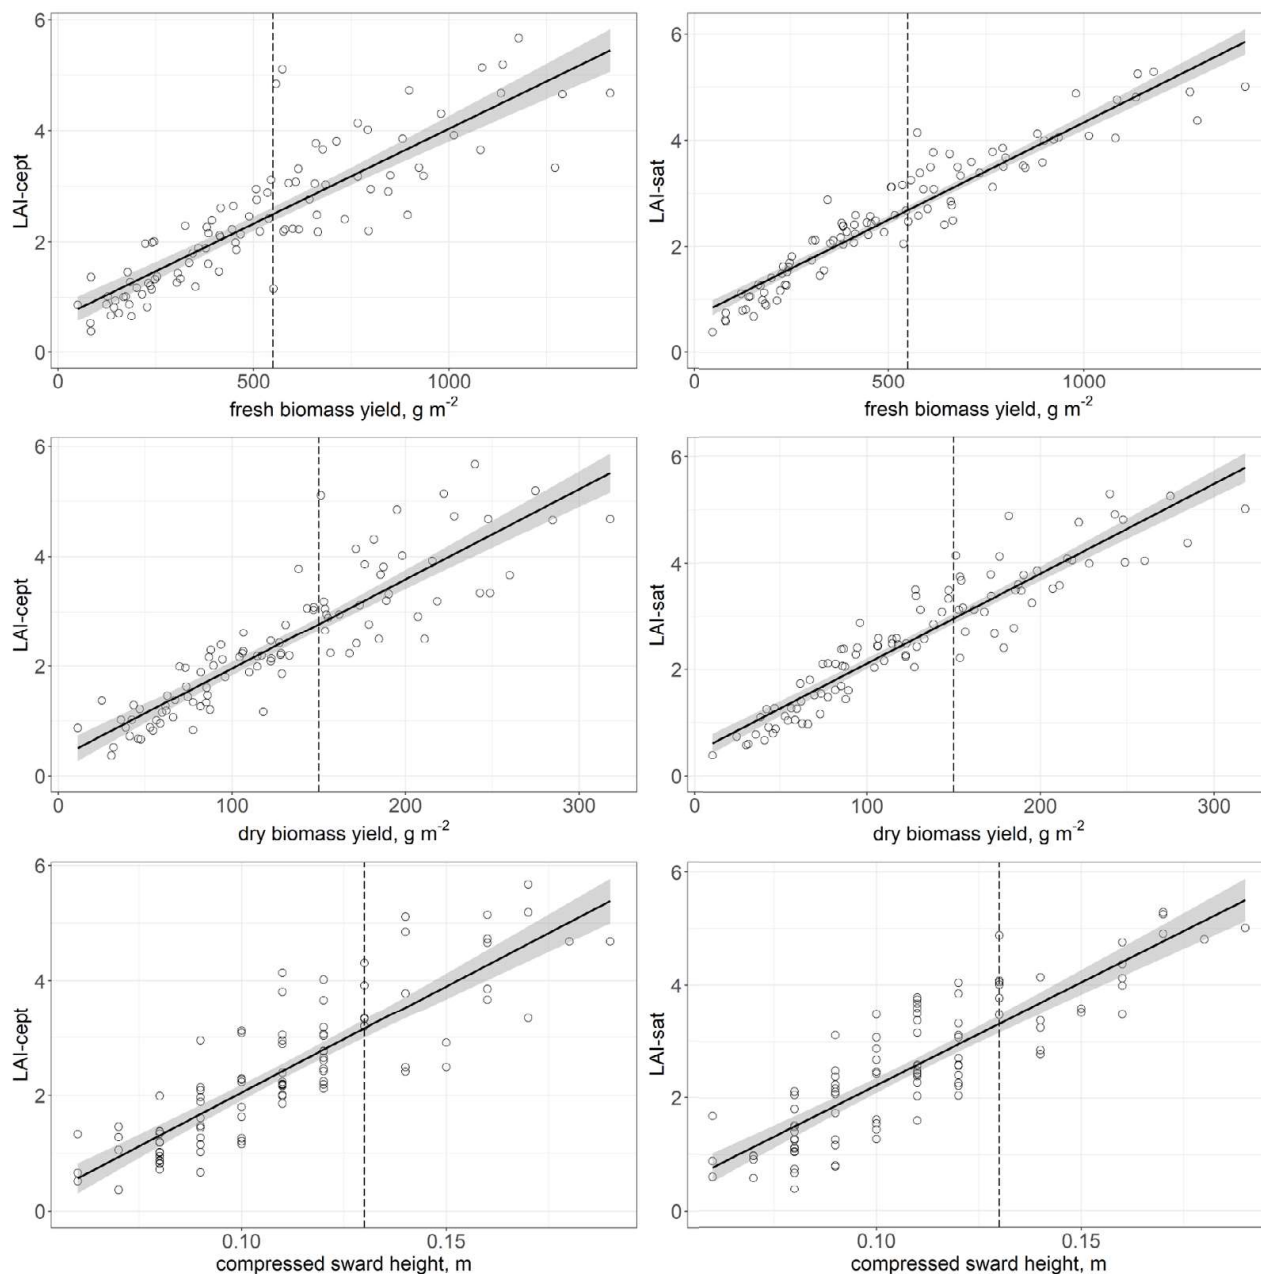 6
4
2
0
LAI-cept
0 500 1000
fresh biomass yield, g m⁻²
6
4
2
0
LAI-sat
0 500 1000
fresh biomass yield, g m⁻²
6
4
2
0
LAI-cept
0 100 200 300
dry biomass yield, g m⁻²
6
4
2
0
LAI-sat
0 100 200 300
dry biomass yield, g m⁻²
6
4
2
0
LAI-cept
0.10 0.15
compressed sward height, m
6
4
2
0
LAI-sat
0.10 0.15
compressed sward height, m